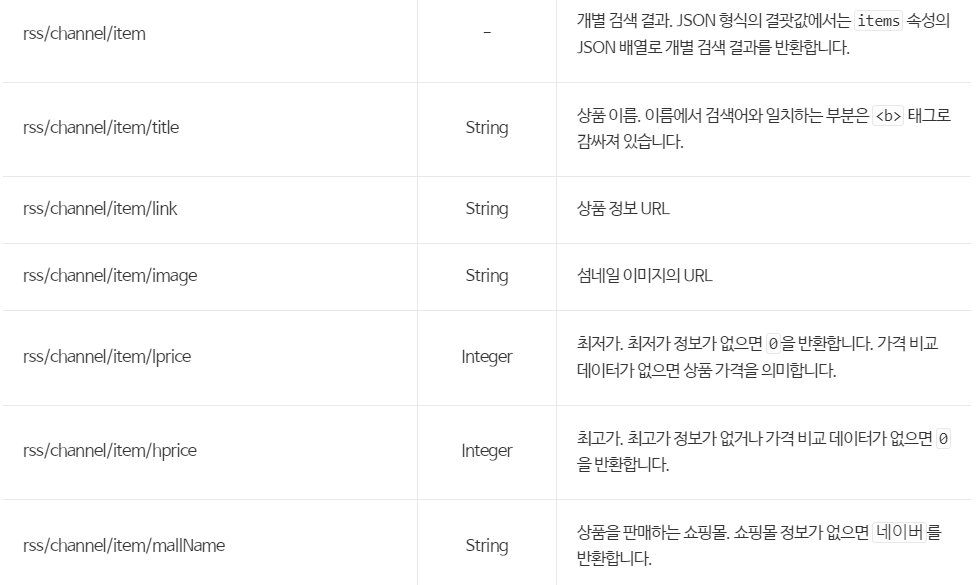 rss/channel/item
-
개별 검색 결과. JSON 형식의 결괏값에서는 items 속성의
JSON 배열로 개별 검색 결과를 반환합니다.
rss/channel/item/title
String
상품 이름. 이름에서 검색어와 일치하는 부분은 <b> 태그로
감싸져 있습니다.
rss/channel/item/link
String
상품 정보 URL
rss/channel/item/image
String
섬네일 이미지의 URL
rss/channel/item/lprice
Integer
최저가. 최저가 정보가 없으면 0을 반환합니다. 가격 비교
데이터가 없으면 상품 가격을 의미합니다.
rss/channel/item/hprice
Integer
최고가. 최고가 정보가 없거나 가격 비교 데이터가 없으면 0
을 반환합니다.
rss/channel/item/mallName
String
상품을 판매하는 쇼핑몰. 쇼핑몰 정보가 없으면 네이버를
반환합니다.